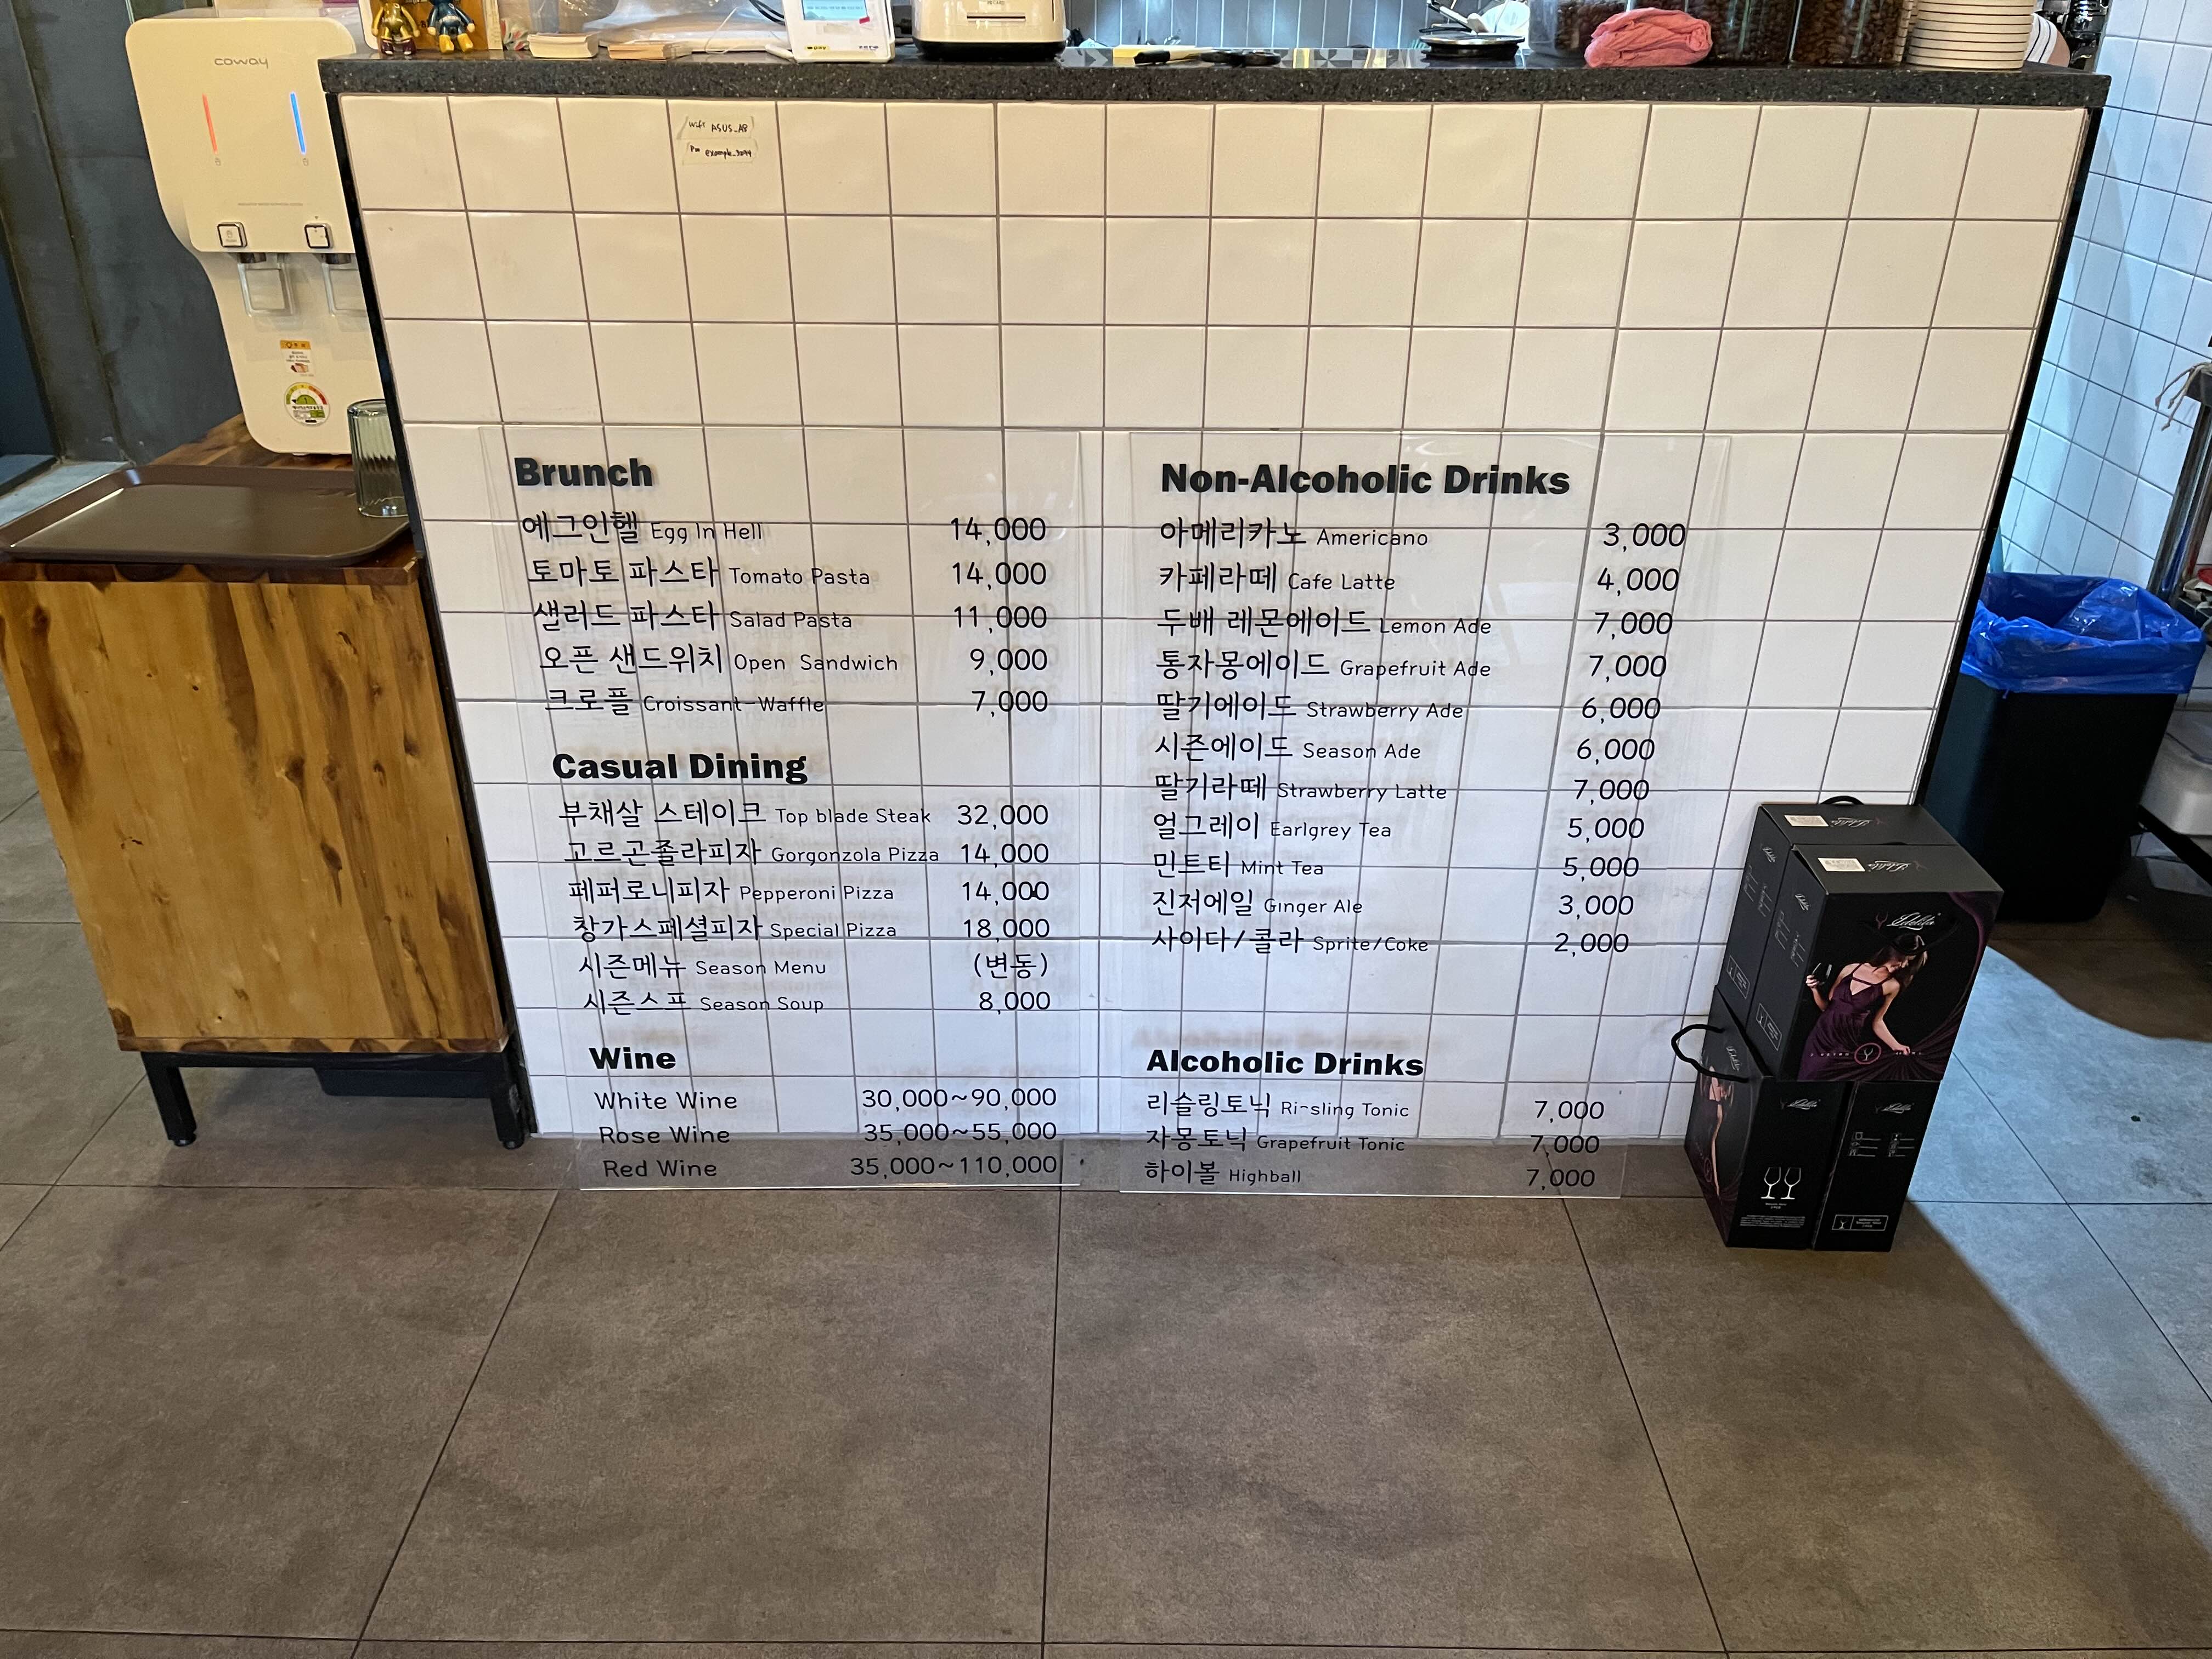 coway
Wifi ASUS_AB
PW example_3099
Brunch
에그인헬 Egg In Hell 14,000
토마토 파스타 Tomato Pasta 14,000
샐러드 파스타 Salad Pasta 11,000
오픈 샌드위치 Open Sandwich 9,000
크로플 Croissant-Waffle 7,000
Casual Dining
부채살 스테이크 Top blade Steak 32,000
고르곤졸라피자 Gorgonzola Pizza 14,000
페퍼로니피자 Pepperoni Pizza 14,000
창가스페셜피자 Special Pizza 18,000
시즌메뉴 Season Menu (변동)
시즌스프 Season Soup 8,000
Wine
White Wine 30,000~90,000
Rose Wine 35,000~55,000
Red Wine 35,000~110,000
Non-Alcoholic Drinks
아메리카노 Americano 3,000
카페라떼 Cafe Latte 4,000
두배 레몬에이드 Lemon Ade 7,000
통자몽에이드 Grapefruit Ade 7,000
딸기에이드 Strawberry Ade 6,000
시즌에이드 Season Ade 6,000
딸기라떼 Strawberry Latte 7,000
얼그레이 Earlgrey Tea 5,000
민트티 Mint Tea 5,000
진저에일 Ginger Ale 3,000
사이다/콜라 Sprite/Coke 2,000
Alcoholic Drinks
리슬링토닉 Ri-sling Tonic 7,000
자몽토닉 Grapefruit Tonic 7,000
하이볼 Highball 7,000